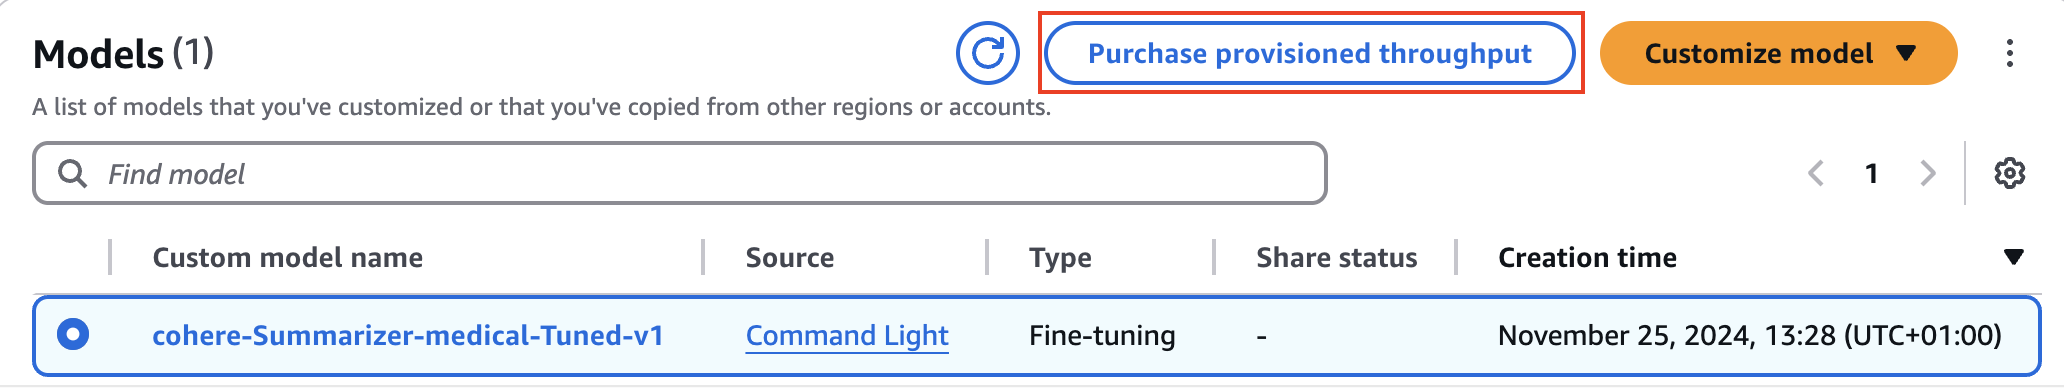 Models (1)
Purchase provisioned throughput
Customize model
A list of models that you've customized or that you've copied from other regions or accounts.
Find model
1
Custom model name Source Type Share status Creation time
cohere-Summarizer-medical-Tuned-v1 Command Light Fine-tuning - November 25, 2024, 13:28 (UTC+01:00)